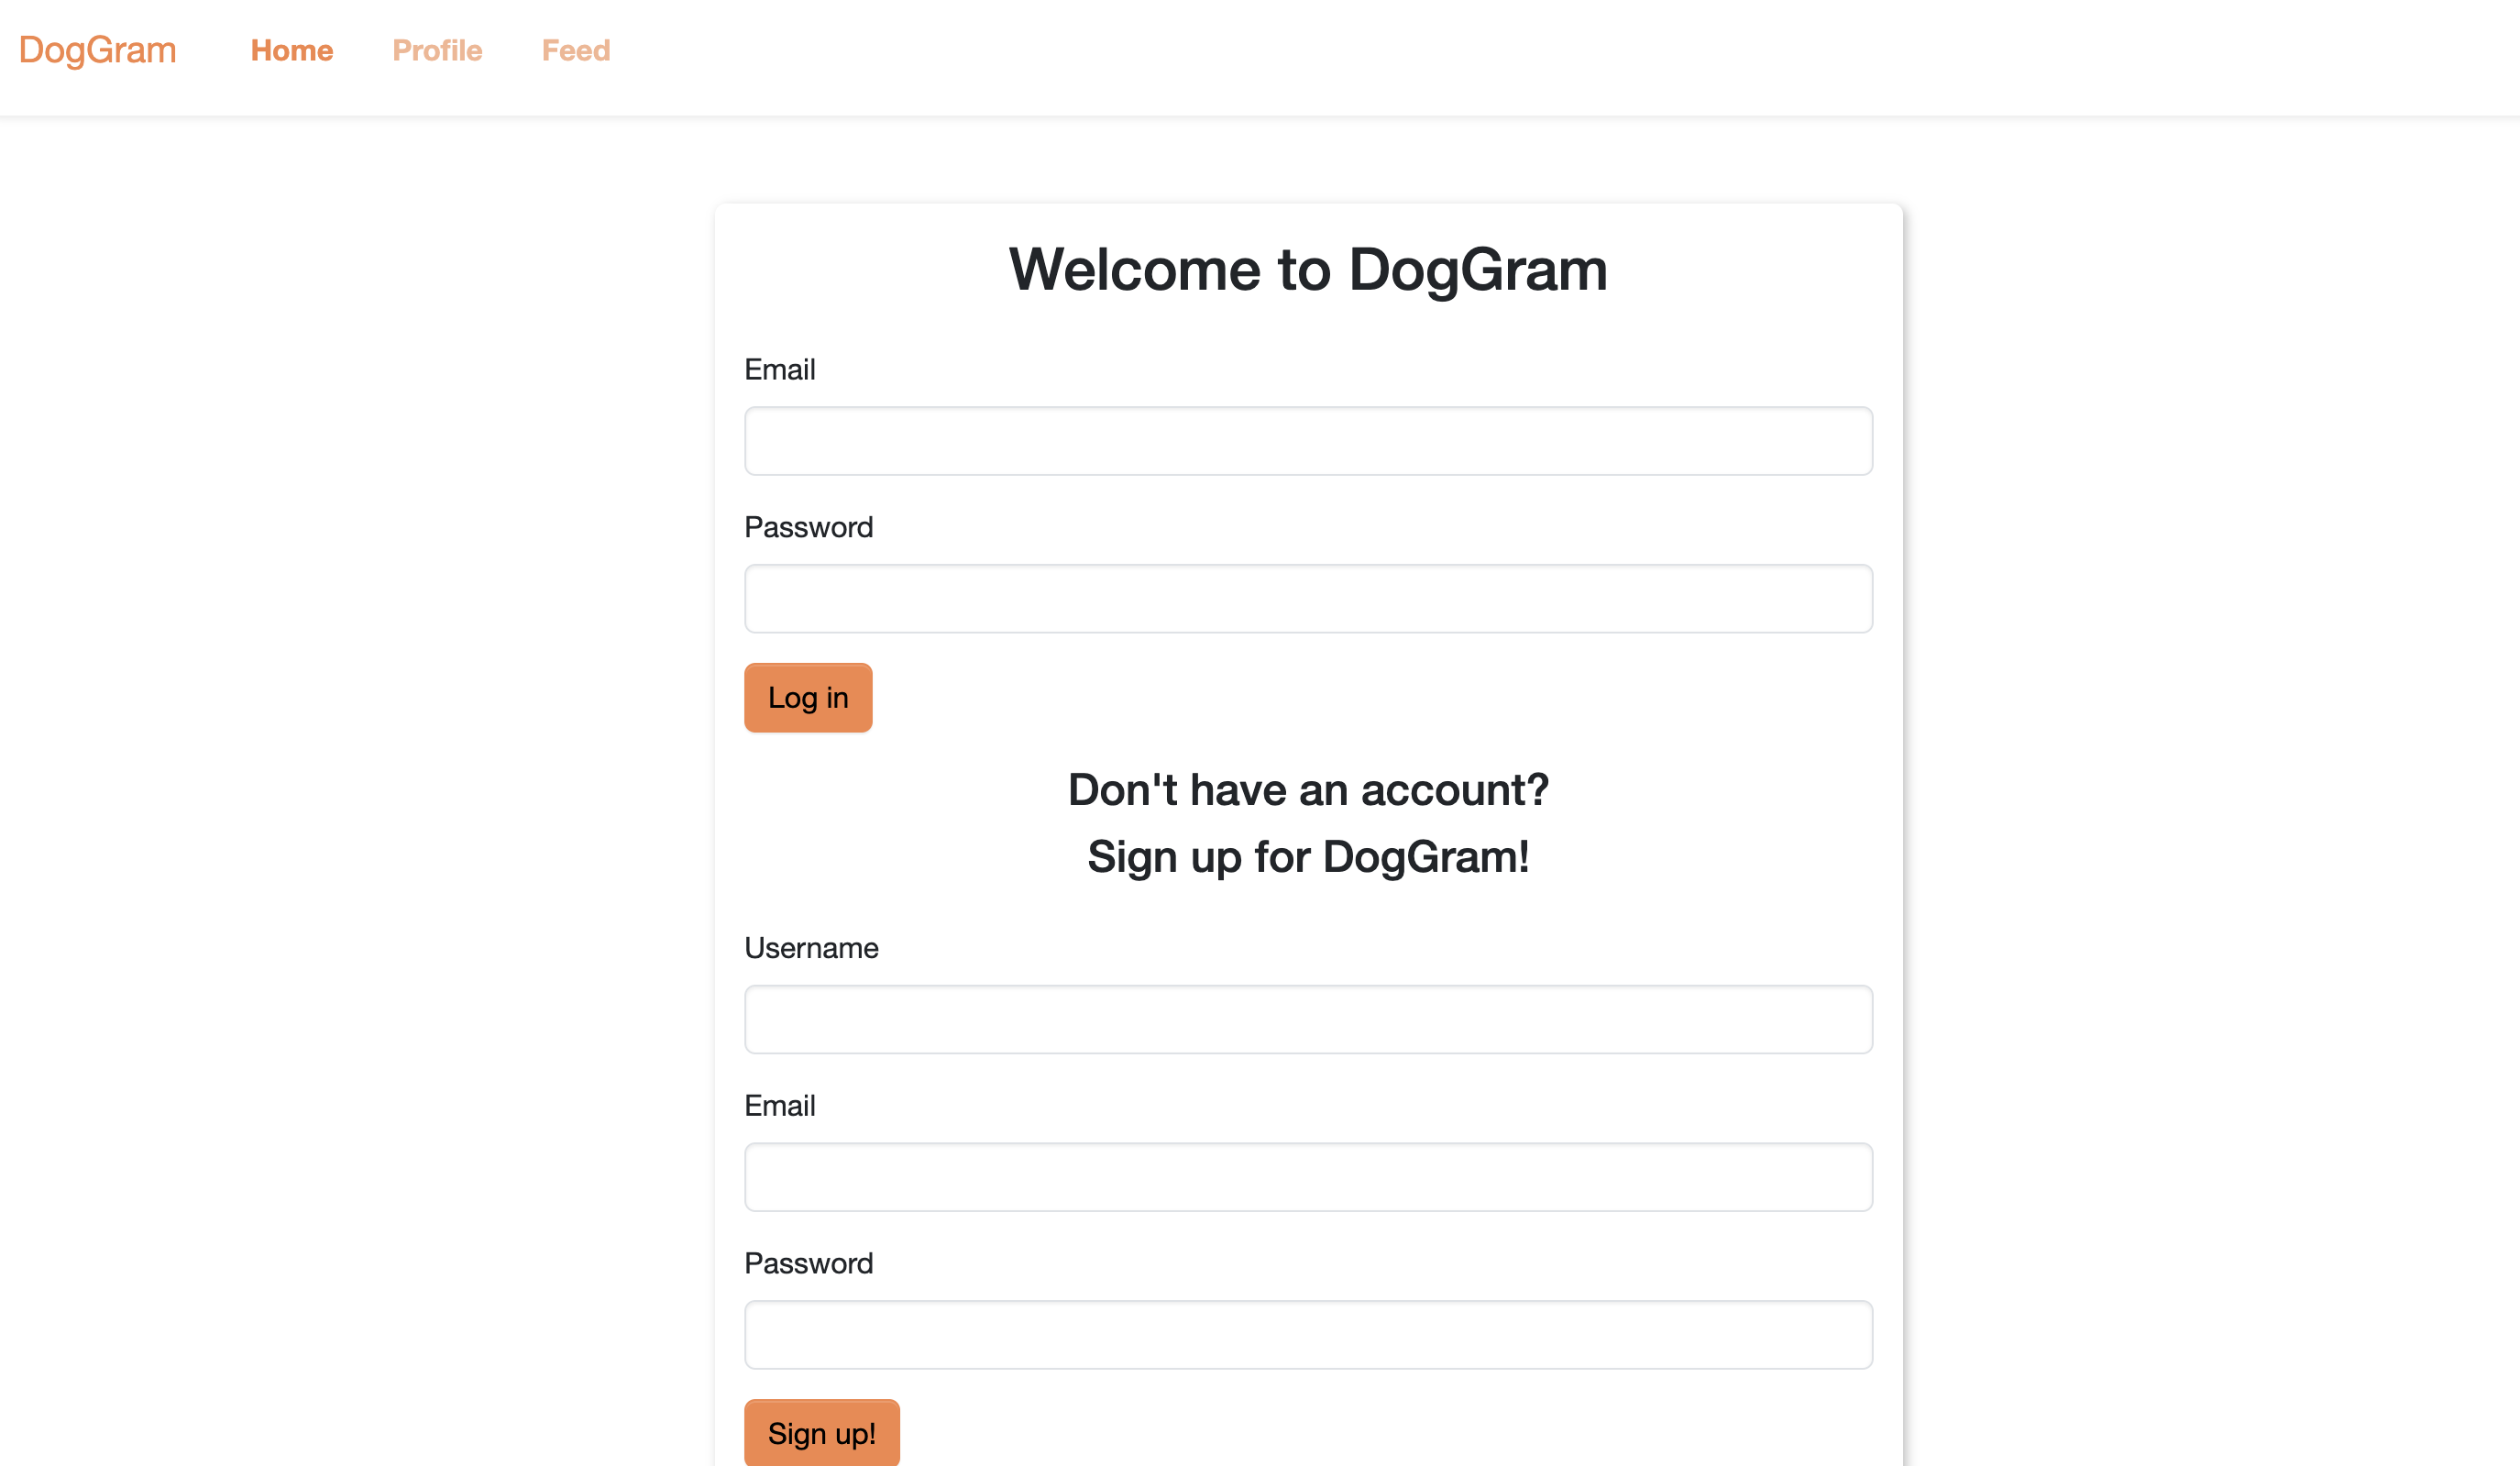 DogGram Home Profile Feed
Welcome to DogGram
Email
Password
Log in
Don't have an account?
Sign up for DogGram!
Username
Email
Password
Sign up!